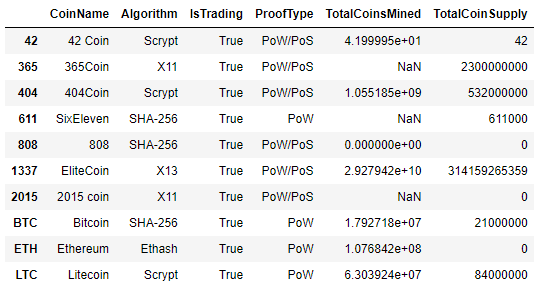 CoinName Algorithm IsTrading ProofType TotalCoinsMined TotalCoinSupply
42 42 Coin Scrypt True PoW/PoS 4.199995e+01 42
365 365Coin X11 True PoW/PoS NaN 2300000000
404 404Coin Scrypt True PoW/PoS 1.055185e+09 532000000
611 SixEleven SHA-256 True PoW NaN 611000
808 808 SHA-256 True PoW/PoS 0.000000e+00 0
1337 EliteCoin X13 True PoW/PoS 2.927942e+10 314159265359
2015 2015 coin X11 True PoW/PoS NaN 0
BTC Bitcoin SHA-256 True PoW 1.792718e+07 21000000
ETH Ethereum Ethash True PoW 1.076842e+08 0
LTC Litecoin Scrypt True PoW 6.303924e+07 84000000